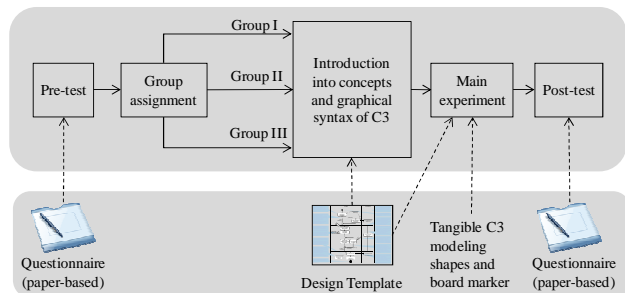 Group I
Group II
Group III
Pre-test
Group
assignment
Introduction
into concepts
and graphical
syntax of C3
Main
experiment
Post-test
Questionnaire
(paper-based)
Design Template
Tangible C3
modeling
shapes and
board marker
Questionnaire
(paper-based)